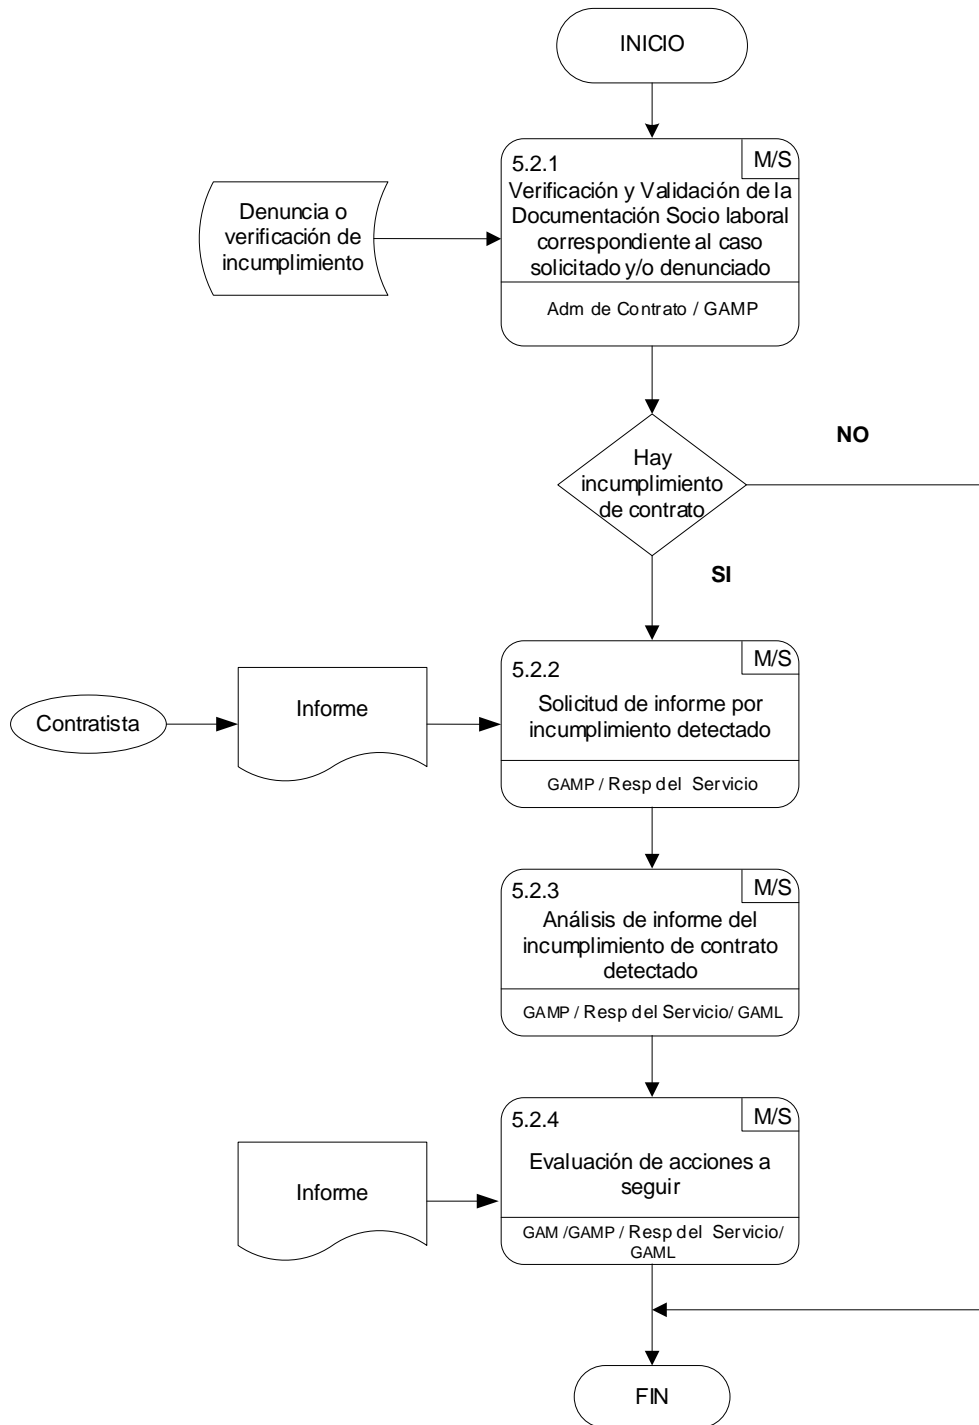 INICIO
5.2.1
M/S
Verificación y Validación de la
Documentación Socio laboral
correspondiente al caso
solicitado y/o denunciado
Adm de Contrato / GAMP
Denuncia o
verificación de
incumplimiento
Hay
incumplimiento
de contrato
NO
SI
5.2.2
M/S
Solicitud de informe por
incumplimiento detectado
GAMP / Resp del Servicio
Contratista
Informe
5.2.3
M/S
Análisis de informe del
incumplimiento de contrato
detectado
GAMP / Resp del Servicio/ GAML
5.2.4
M/S
Evaluación de acciones a
seguir
GAM /GAMP / Resp del Servicio/
GAML
Informe
FIN